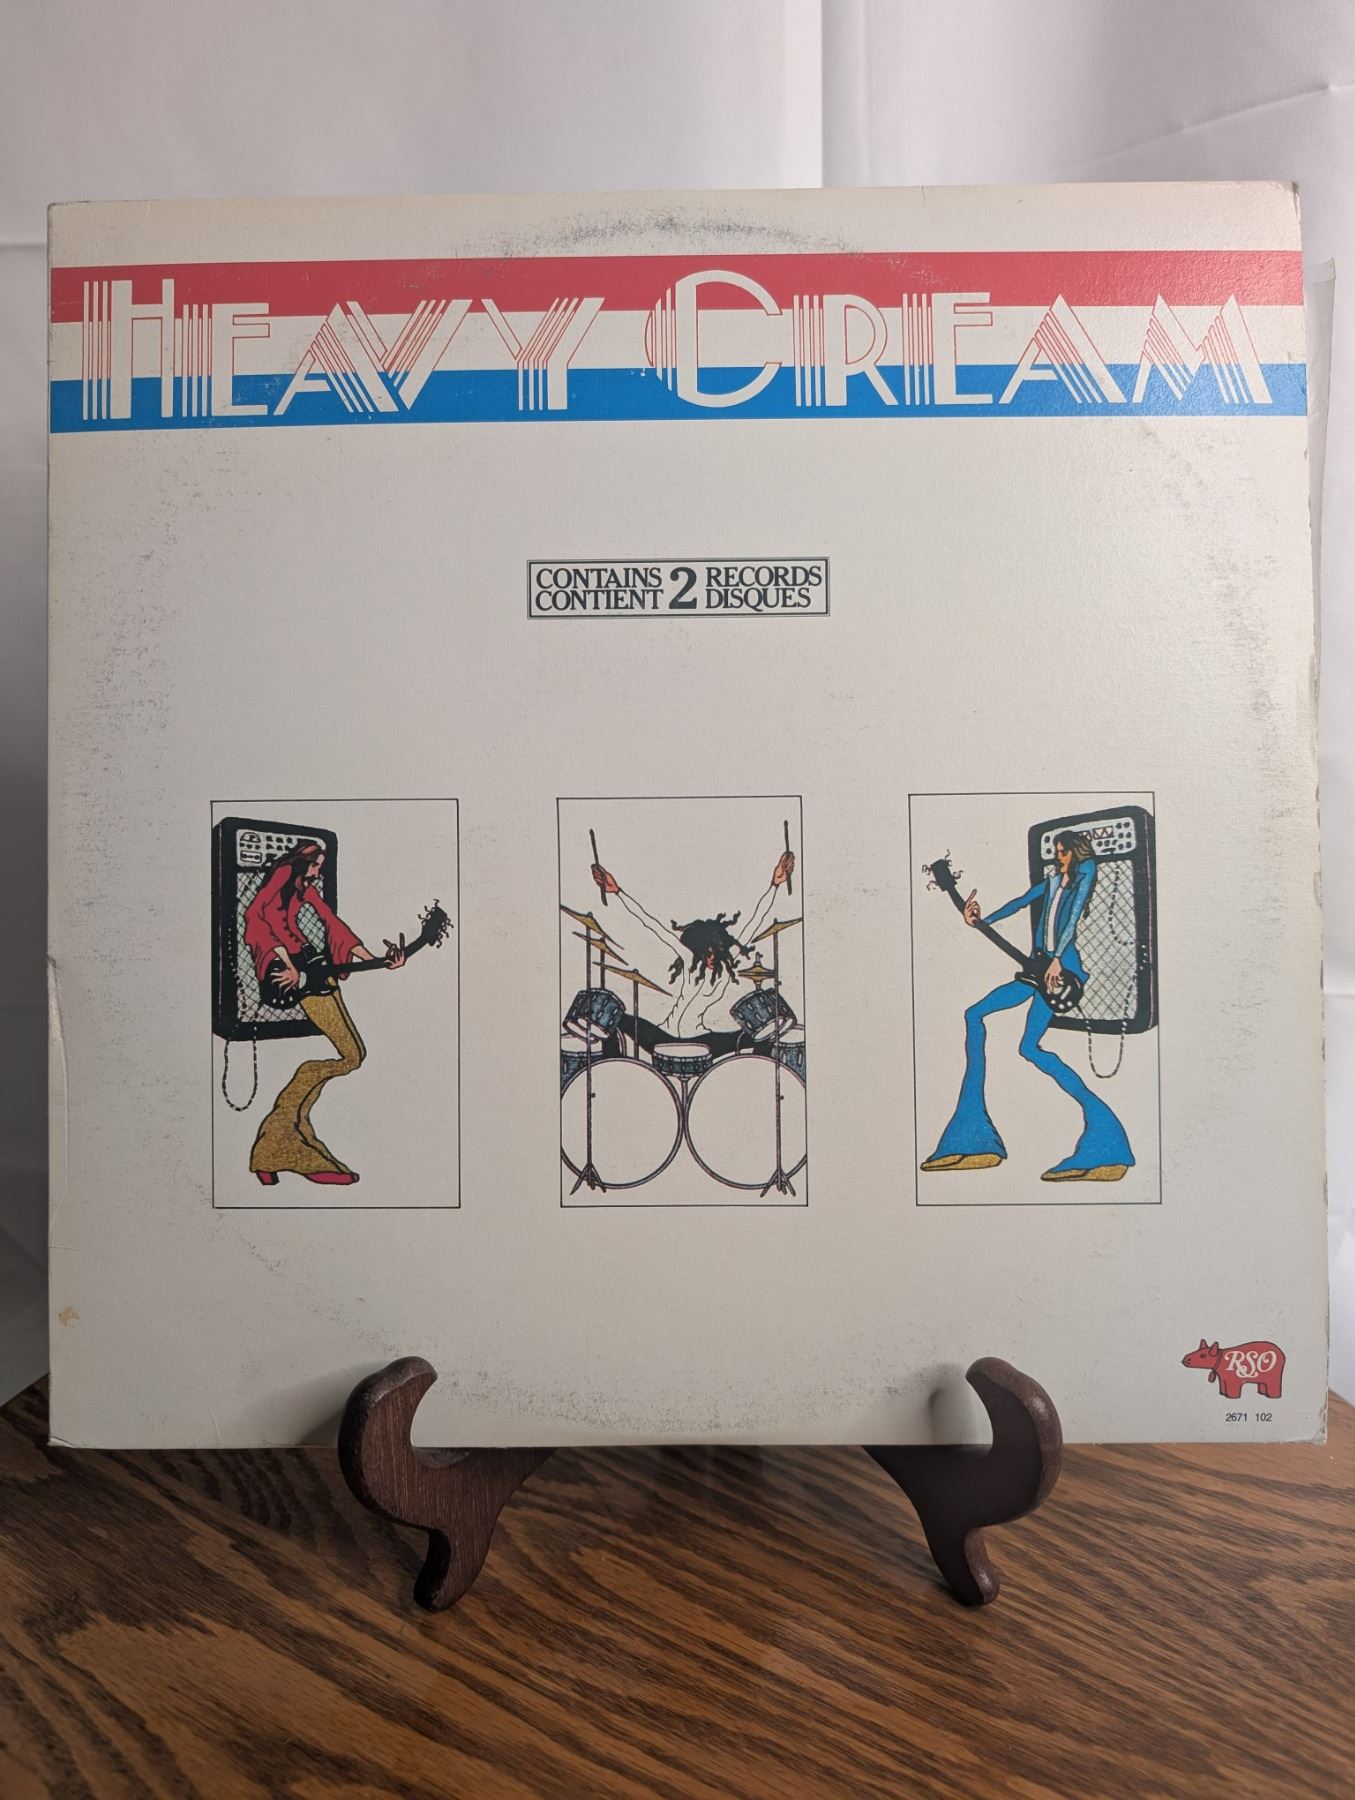 HEAVY CREAM
CONTAINS 2 RECORDS
CONTIENT DISQUES
RSO
2671 102